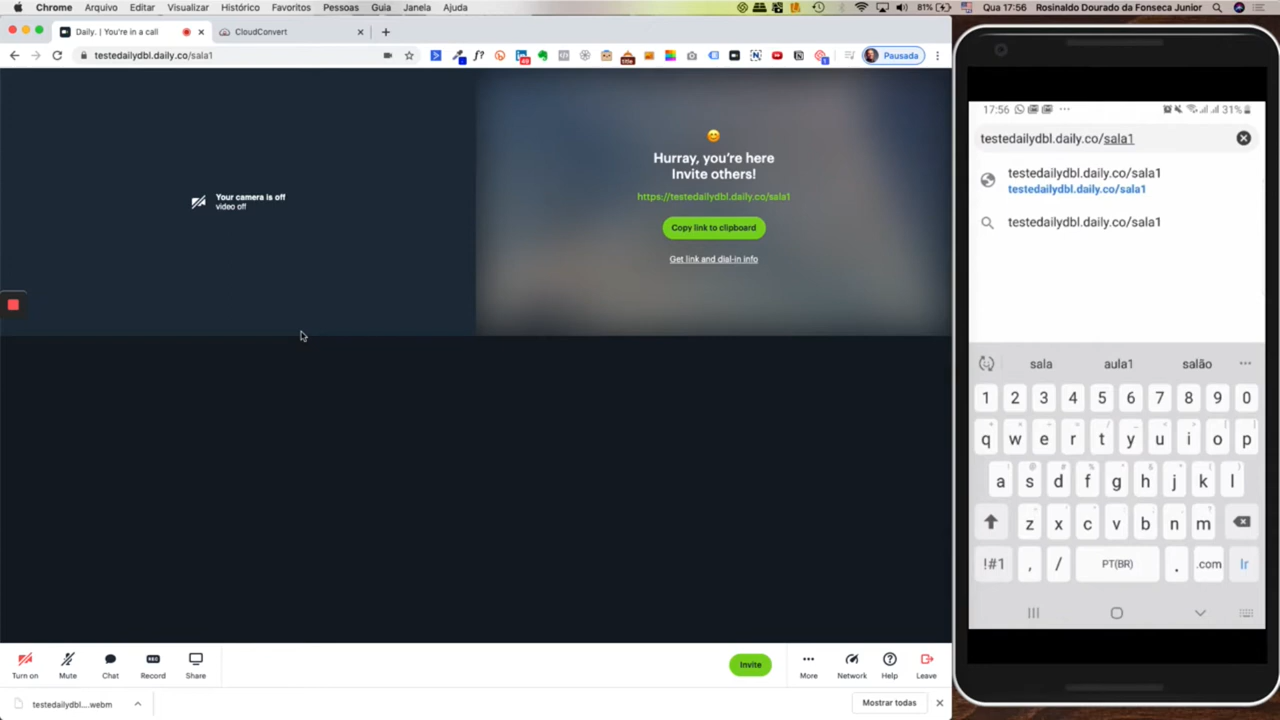 Chrome Arquivo Editar Visualizar Histórico Favoritos Pessoas Guia Janela Ajuda
81% Qua 17:56 Rosinaldo Dourado da Fonseca Junior
Daily. | You're in a call
CloudConvert
testedailydbl.daily.co/sala1
Pausada
Your camera is off
video off
Hurray, you're here
Invite others!
https://testedailydbl.daily.co/sala1
Copy link to clipboard
Get link and dial-in info
Turn on
Mute
Chat
REC
Record
Share
Invite
More
Network
Help
Leave
testedailydbl....webm
Mostrar todas
17:56
31%
testedailydbl.daily.co/sala1
testedailydbl.daily.co/sala1
testedailydbl.daily.co/sala1
testedailydbl.daily.co/sala1
sala aula1 salão
1 2 3 4 5 6 7 8 9 0
q w e r t y u i o p
a s d f g h j k l
z x c v b n m
!#1 , / PT(BR) . .com Ir